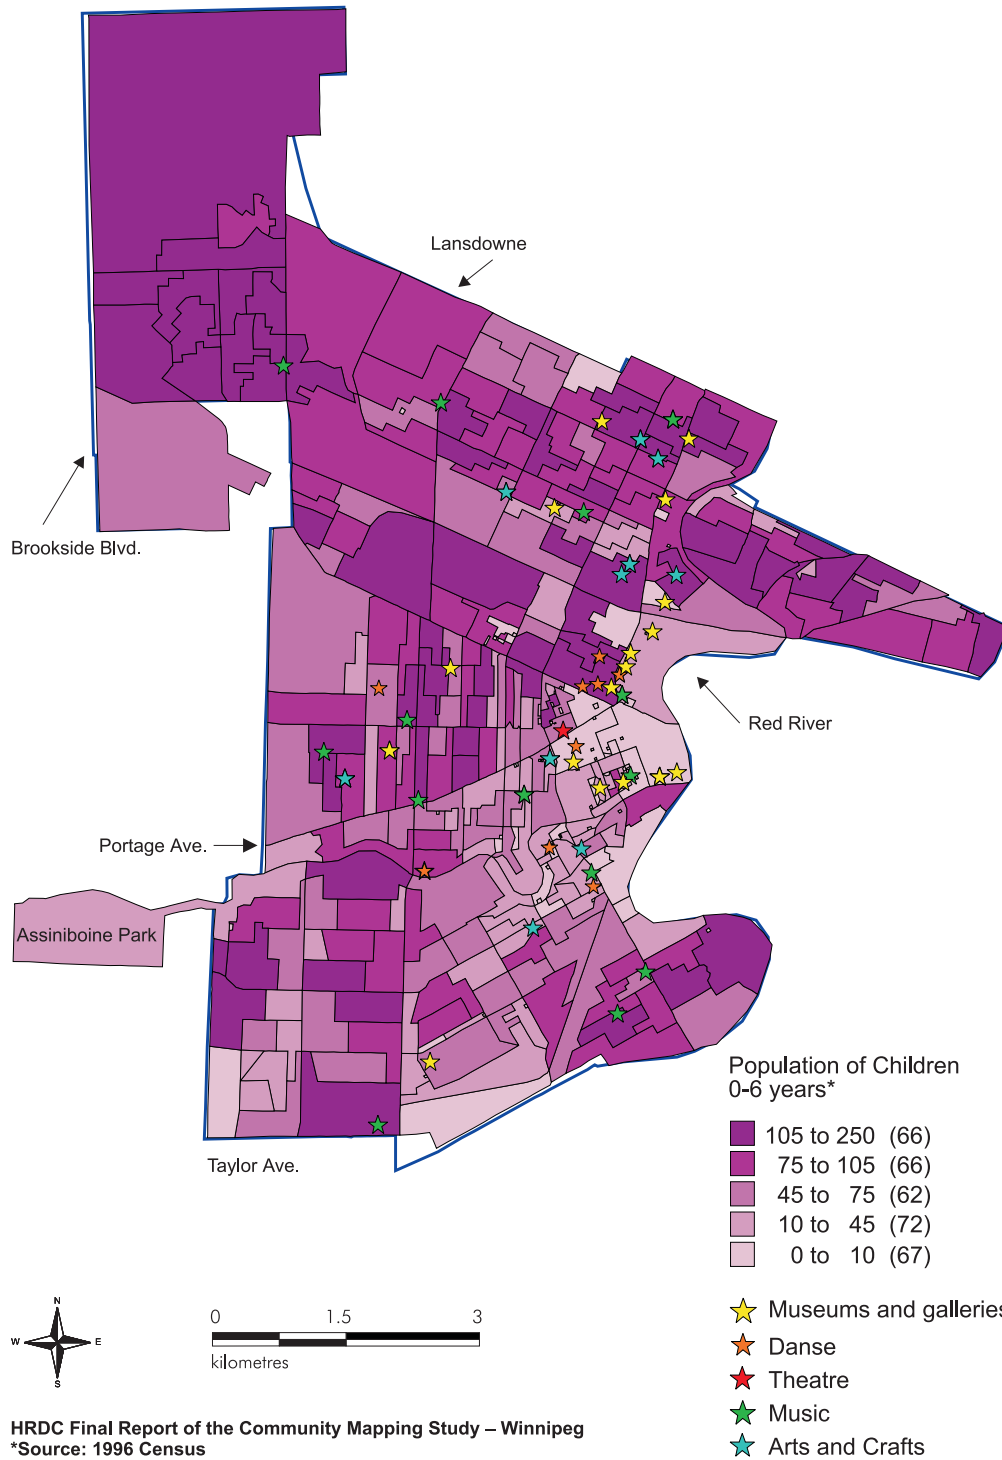 Lansdowne
Brookside Blvd.
Red River
Portage Ave.
Assiniboine Park
Population of Children
0-6 years*
105 to 250 (66)
75 to 105 (66)
45 to 75 (62)
10 to 45 (72)
0 to 10 (67)
Taylor Ave.
Museums and galleries
Danse
Theatre
Music
Arts and Crafts
N
W E
S
0 1.5 3
kilometres
HRDC Final Report of the Community Mapping Study – Winnipeg
*Source: 1996 Census